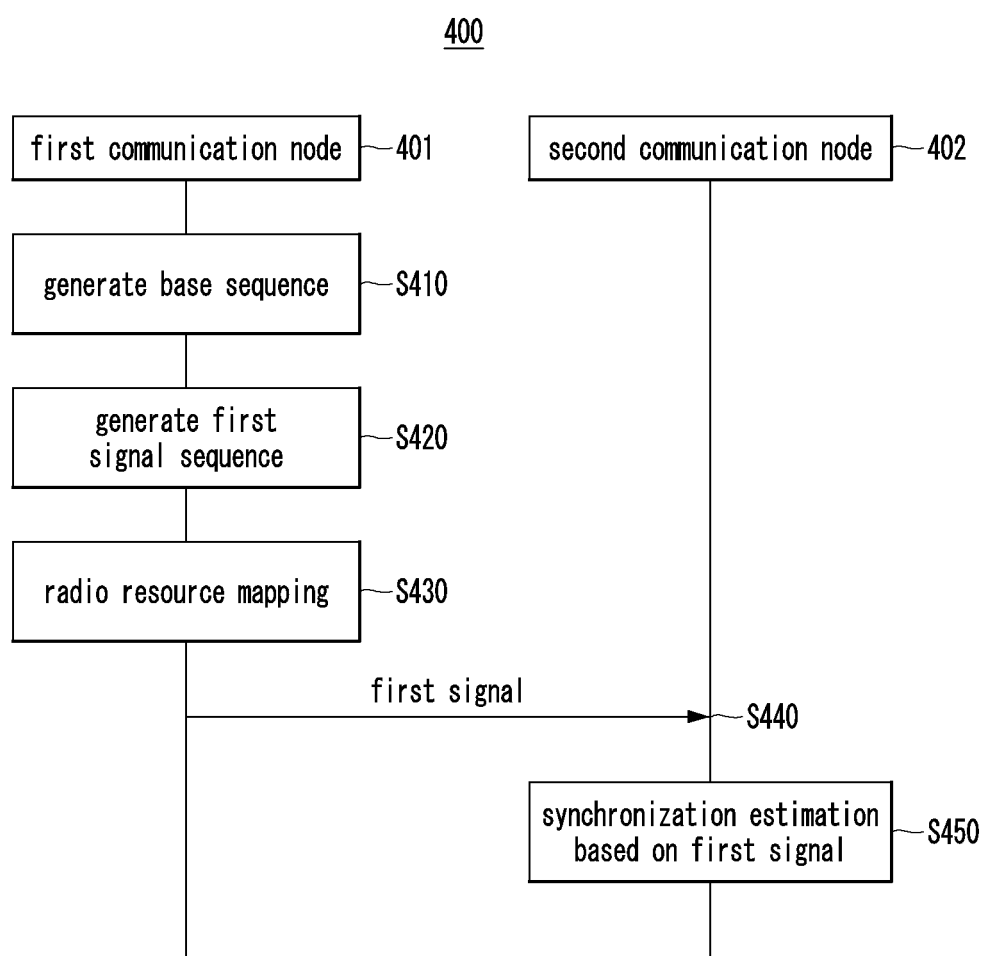 400
first communication node 401
second communication node 402
generate base sequence S410
generate first
signal sequence
S420
radio resource mapping S430
first signal
S440
synchronization estimation
based on first signal
S450